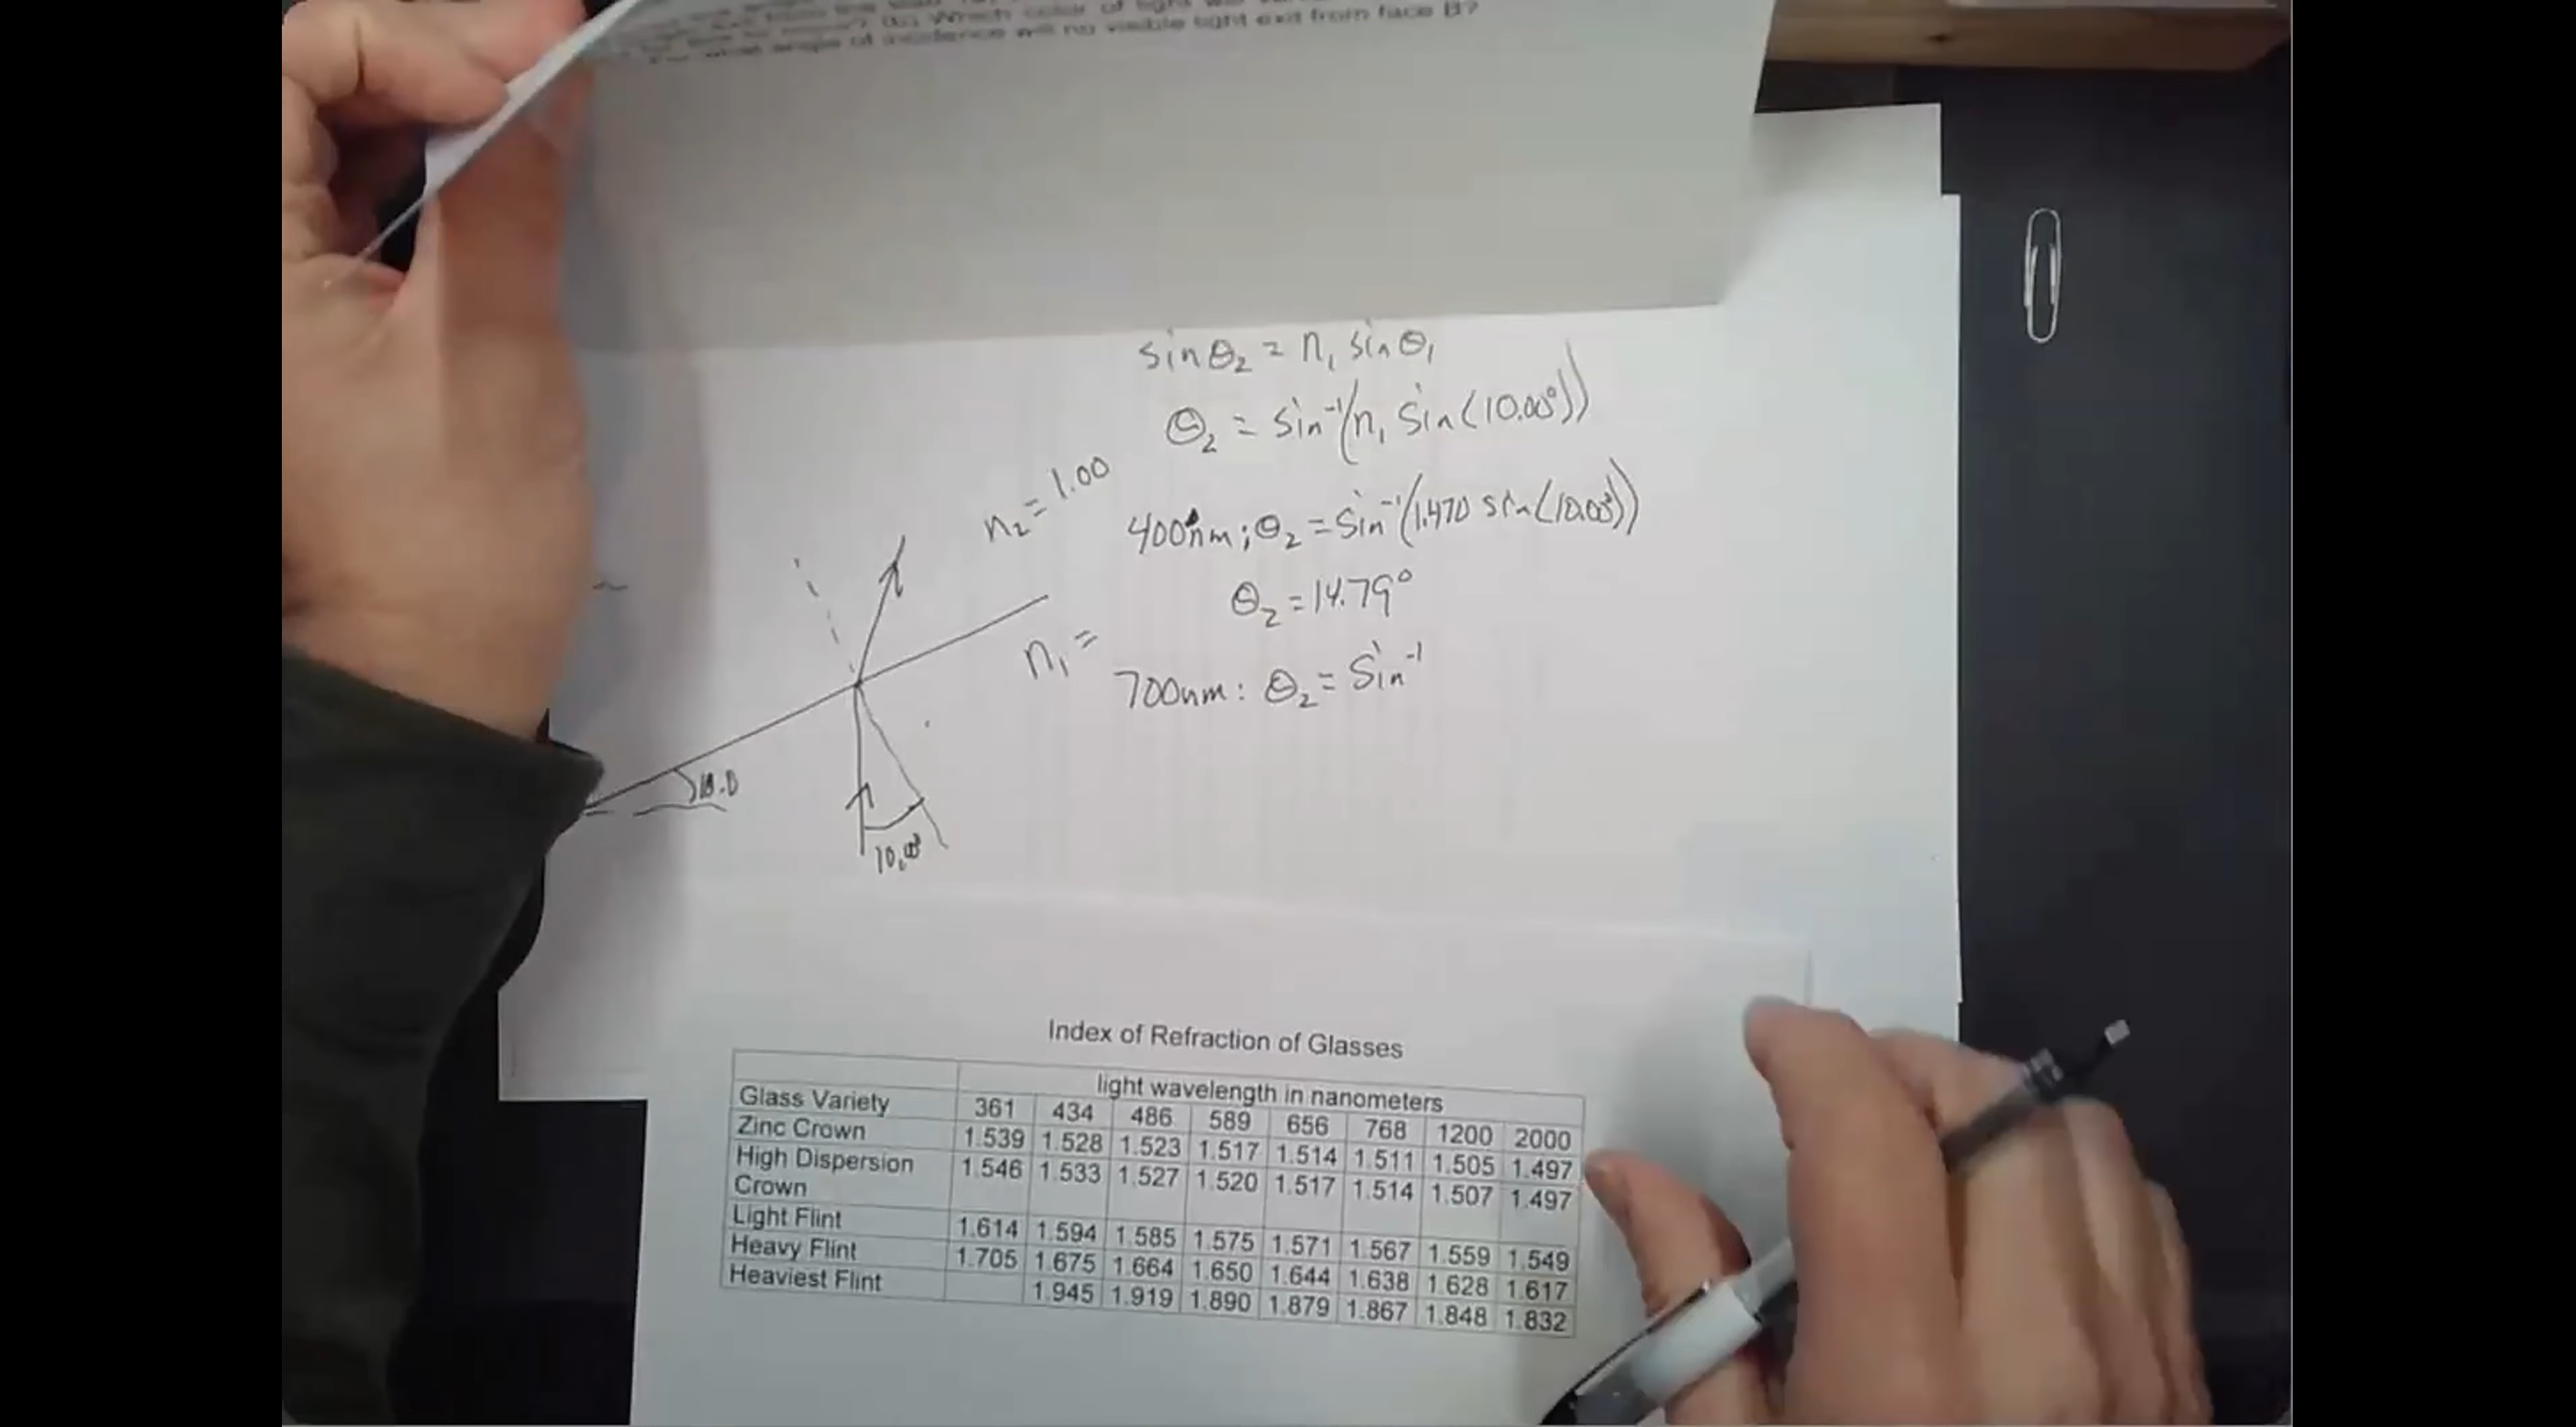 Which color of light will
angle of incidence will no visible light exit from face B?
sin θ₂ = n₁ sin θ₁
θ₂ = sin⁻¹(n₁ sin(10.00°))
n₂ = 1.00
400nm; θ₂ = sin⁻¹(1.470 sin(10.00°))
θ₂ = 14.79°
n₁ =
700nm: θ₂ = sin⁻¹
10.0
10.00°
Index of Refraction of Glasses
light wavelength in nanometers
Glass Variety 361 434 486 589 656 768 1200 2000
Zinc Crown 1.539 1.528 1.523 1.517 1.514 1.511 1.505 1.497
High Dispersion 1.546 1.533 1.527 1.520 1.517 1.514 1.507 1.497
Crown
Light Flint 1.614 1.594 1.585 1.575 1.571 1.567 1.559 1.549
Heavy Flint 1.705 1.675 1.664 1.650 1.644 1.638 1.628 1.617
Heaviest Flint 1.945 1.919 1.890 1.879 1.867 1.848 1.832